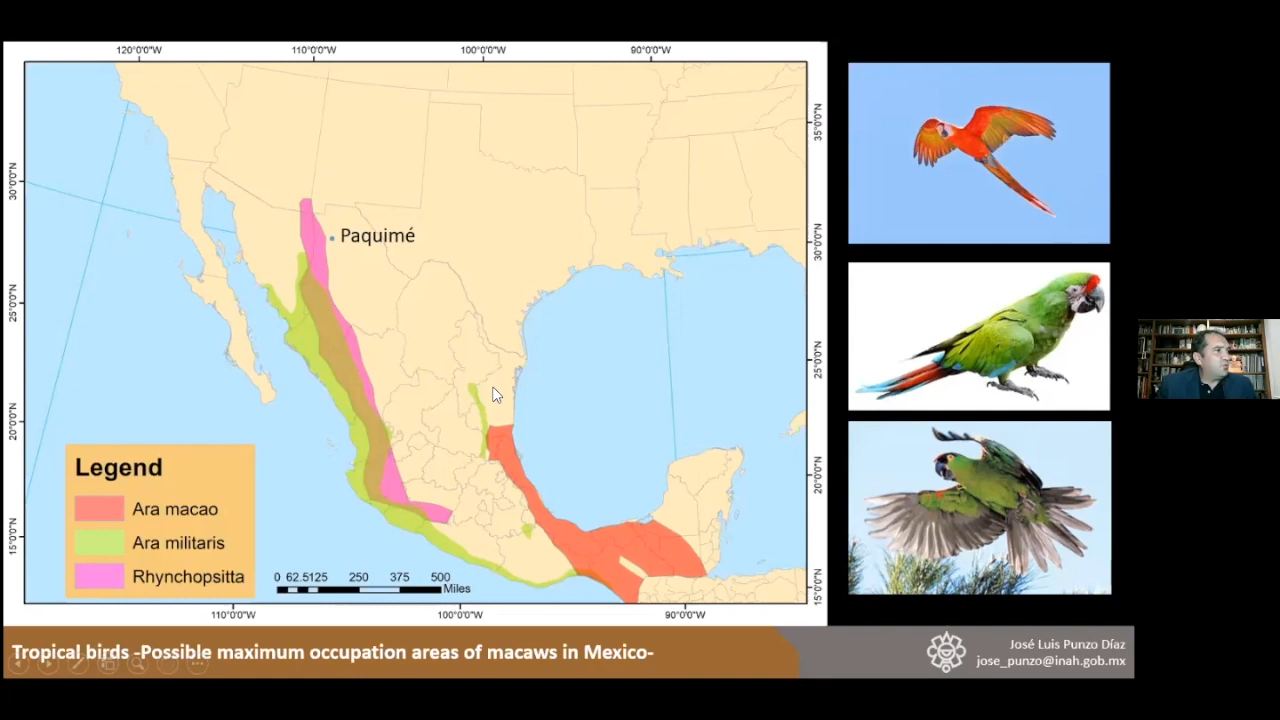 120°0'0"W 110°0'0"W 100°0'0"W 90°0'0"W
35°0'0"N
30°0'0"N
30°0'0"N
25°0'0"N
25°0'0"N
20°0'0"N
20°0'0"N
15°0'0"N
15°0'0"N
Paquimé
Legend
Ara macao
Ara militaris
Rhynchopsitta
0 62.5125 250 375 500
Miles
110°0'0"W 100°0'0"W 90°0'0"W
Tropical birds -Possible maximum occupation areas of macaws in Mexico-
José Luis Punzo Díaz
jose_punzo@inah.gob.mx